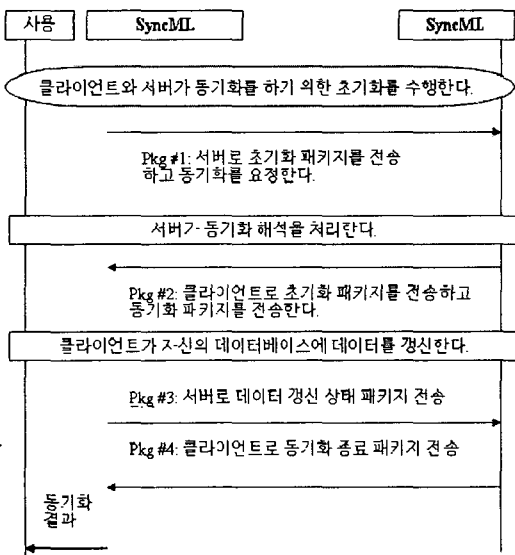 사용 SyncML SyncML
클라이언트와 서버가 동기화를 하기 위한 초기화를 수행한다.
Pkg #1: 서버로 초기화 패키지를 전송
하고 동기화를 요청한다.
서버가 동기화 해석을 처리한다.
Pkg #2: 클라이언트로 초기화 패키지를 전송하고
동기화 패키지를 전송한다.
클라이언트가 자신의 데이터베이스에 데이터를 갱신한다.
Pkg #3: 서버로 데이터 갱신 상태 패키지 전송
Pkg #4: 클라이언트로 동기화 종료 패키지 전송
동기화
결과